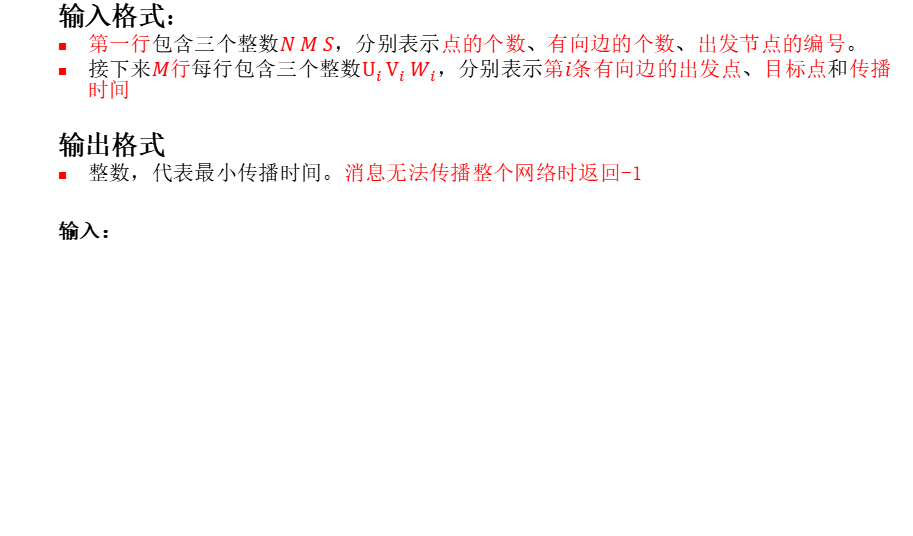 输入格式：
▪ 第一行包含三个整数N M S，分别表示点的个数、有向边的个数、出发节点的编号。
▪ 接下来M行每行包含三个整数Uᵢ Vᵢ Wᵢ，分别表示第i条有向边的出发点、目标点和传播
时间
输出格式
▪ 整数，代表最小传播时间。消息无法传播整个网络时返回-1
输入：